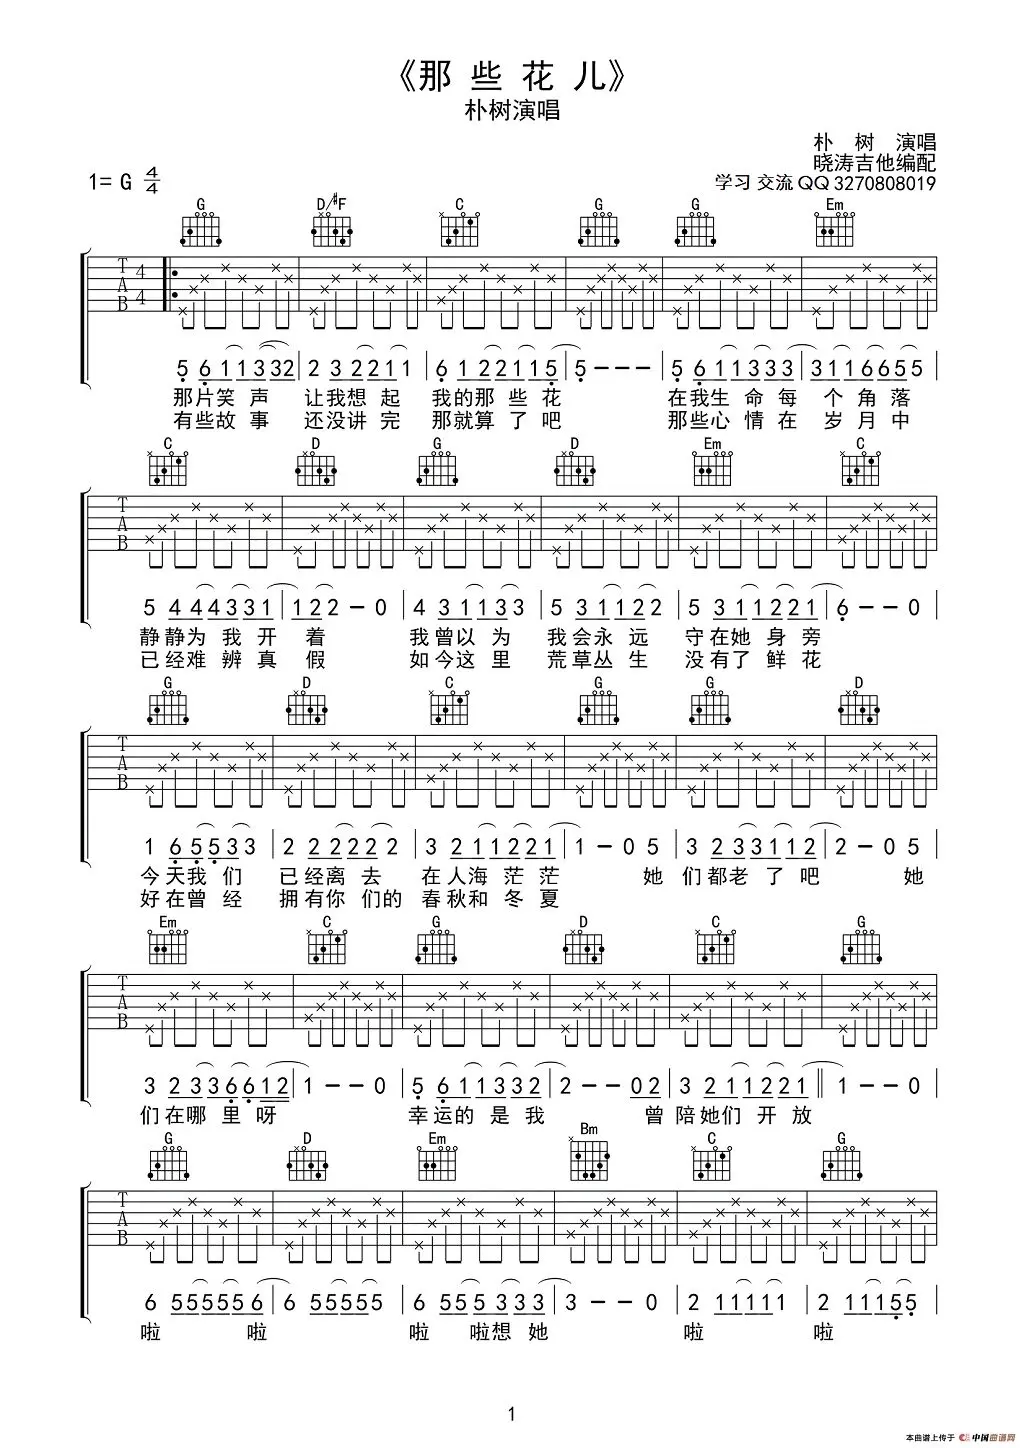 《那些花儿》
朴树演唱
朴 树 演唱
晓涛吉他编配
学习 交流 QQ 3270808019
1= G 4/4
G D/#F C G G Em
T A B 4 4
5 6 1 1 3 3 2 | 2 3 2 2 1 1 | 6 1 2 2 1 1 5 | 5 - - - | 5 6 1 1 3 3 3 | 3 1 1 6 6 5 5
那片笑 声 让我想 起 我的那 些 花 在我生 命 每 个 角 落
有些故 事 还没讲 完 那就算 了 吧 那些心 情 在 岁 月 中
C D G D Em C
T A B
5 4 4 4 3 3 1 | 1 2 2 - 0 | 4 3 1 1 3 3 | 5 3 1 1 2 2 | 5 3 1 1 2 2 1 | 6 - - 0
静 静为 我 开 着 我 曾以 为 我 会永 远 守 在她 身 旁
已 经难 辨 真 假 如 今这 里 荒 草丛 生 没 有了 鲜 花
G D C G G D
T A B
1 6 5 5 3 3 | 2 2 2 2 2 2 | 3 2 1 1 2 2 1 | 1 - 0 5 | 3 2 3 3 1 1 2 | 2 - 0 5
今 天我 们 已 经离 去 在 人海 茫 茫 她 们都老 了 吧 她
好 在曾 经 拥 有你 们 的 春 秋和 冬 夏
Em C G D C G
T A B
3 2 3 3 6 6 1 2 | 1 - - 0 | 5 6 1 1 3 3 2 | 2 - - 0 2 | 3 2 1 1 2 2 1 ‖ 1 - - 0
们 在哪 里 呀 幸运的 是 我 曾 陪她们 开 放
G D Em Bm C G
T A B
6 5 5 5 5 5 6 | 6 5 5 5 5 5 | 6 5 5 3 3 3 3 | 3 - - 0 | 2 1 1 1 1 1 | 2 1 1 1 5 5
啦 啦 啦 啦想 她 啦 啦
1
本曲谱上传于 中国曲谱网